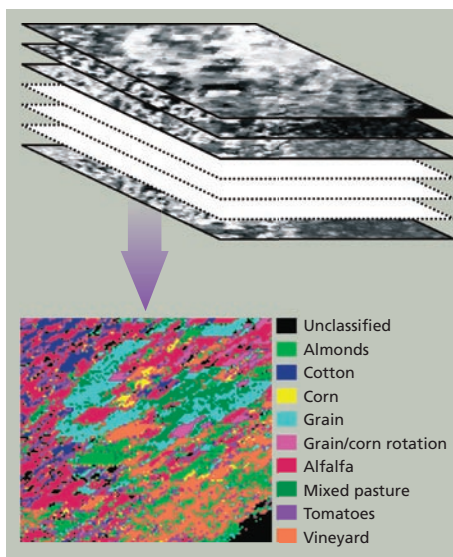 Unclassified
Almonds
Cotton
Corn
Grain
Grain/corn rotation
Alfalfa
Mixed pasture
Tomatoes
Vineyard